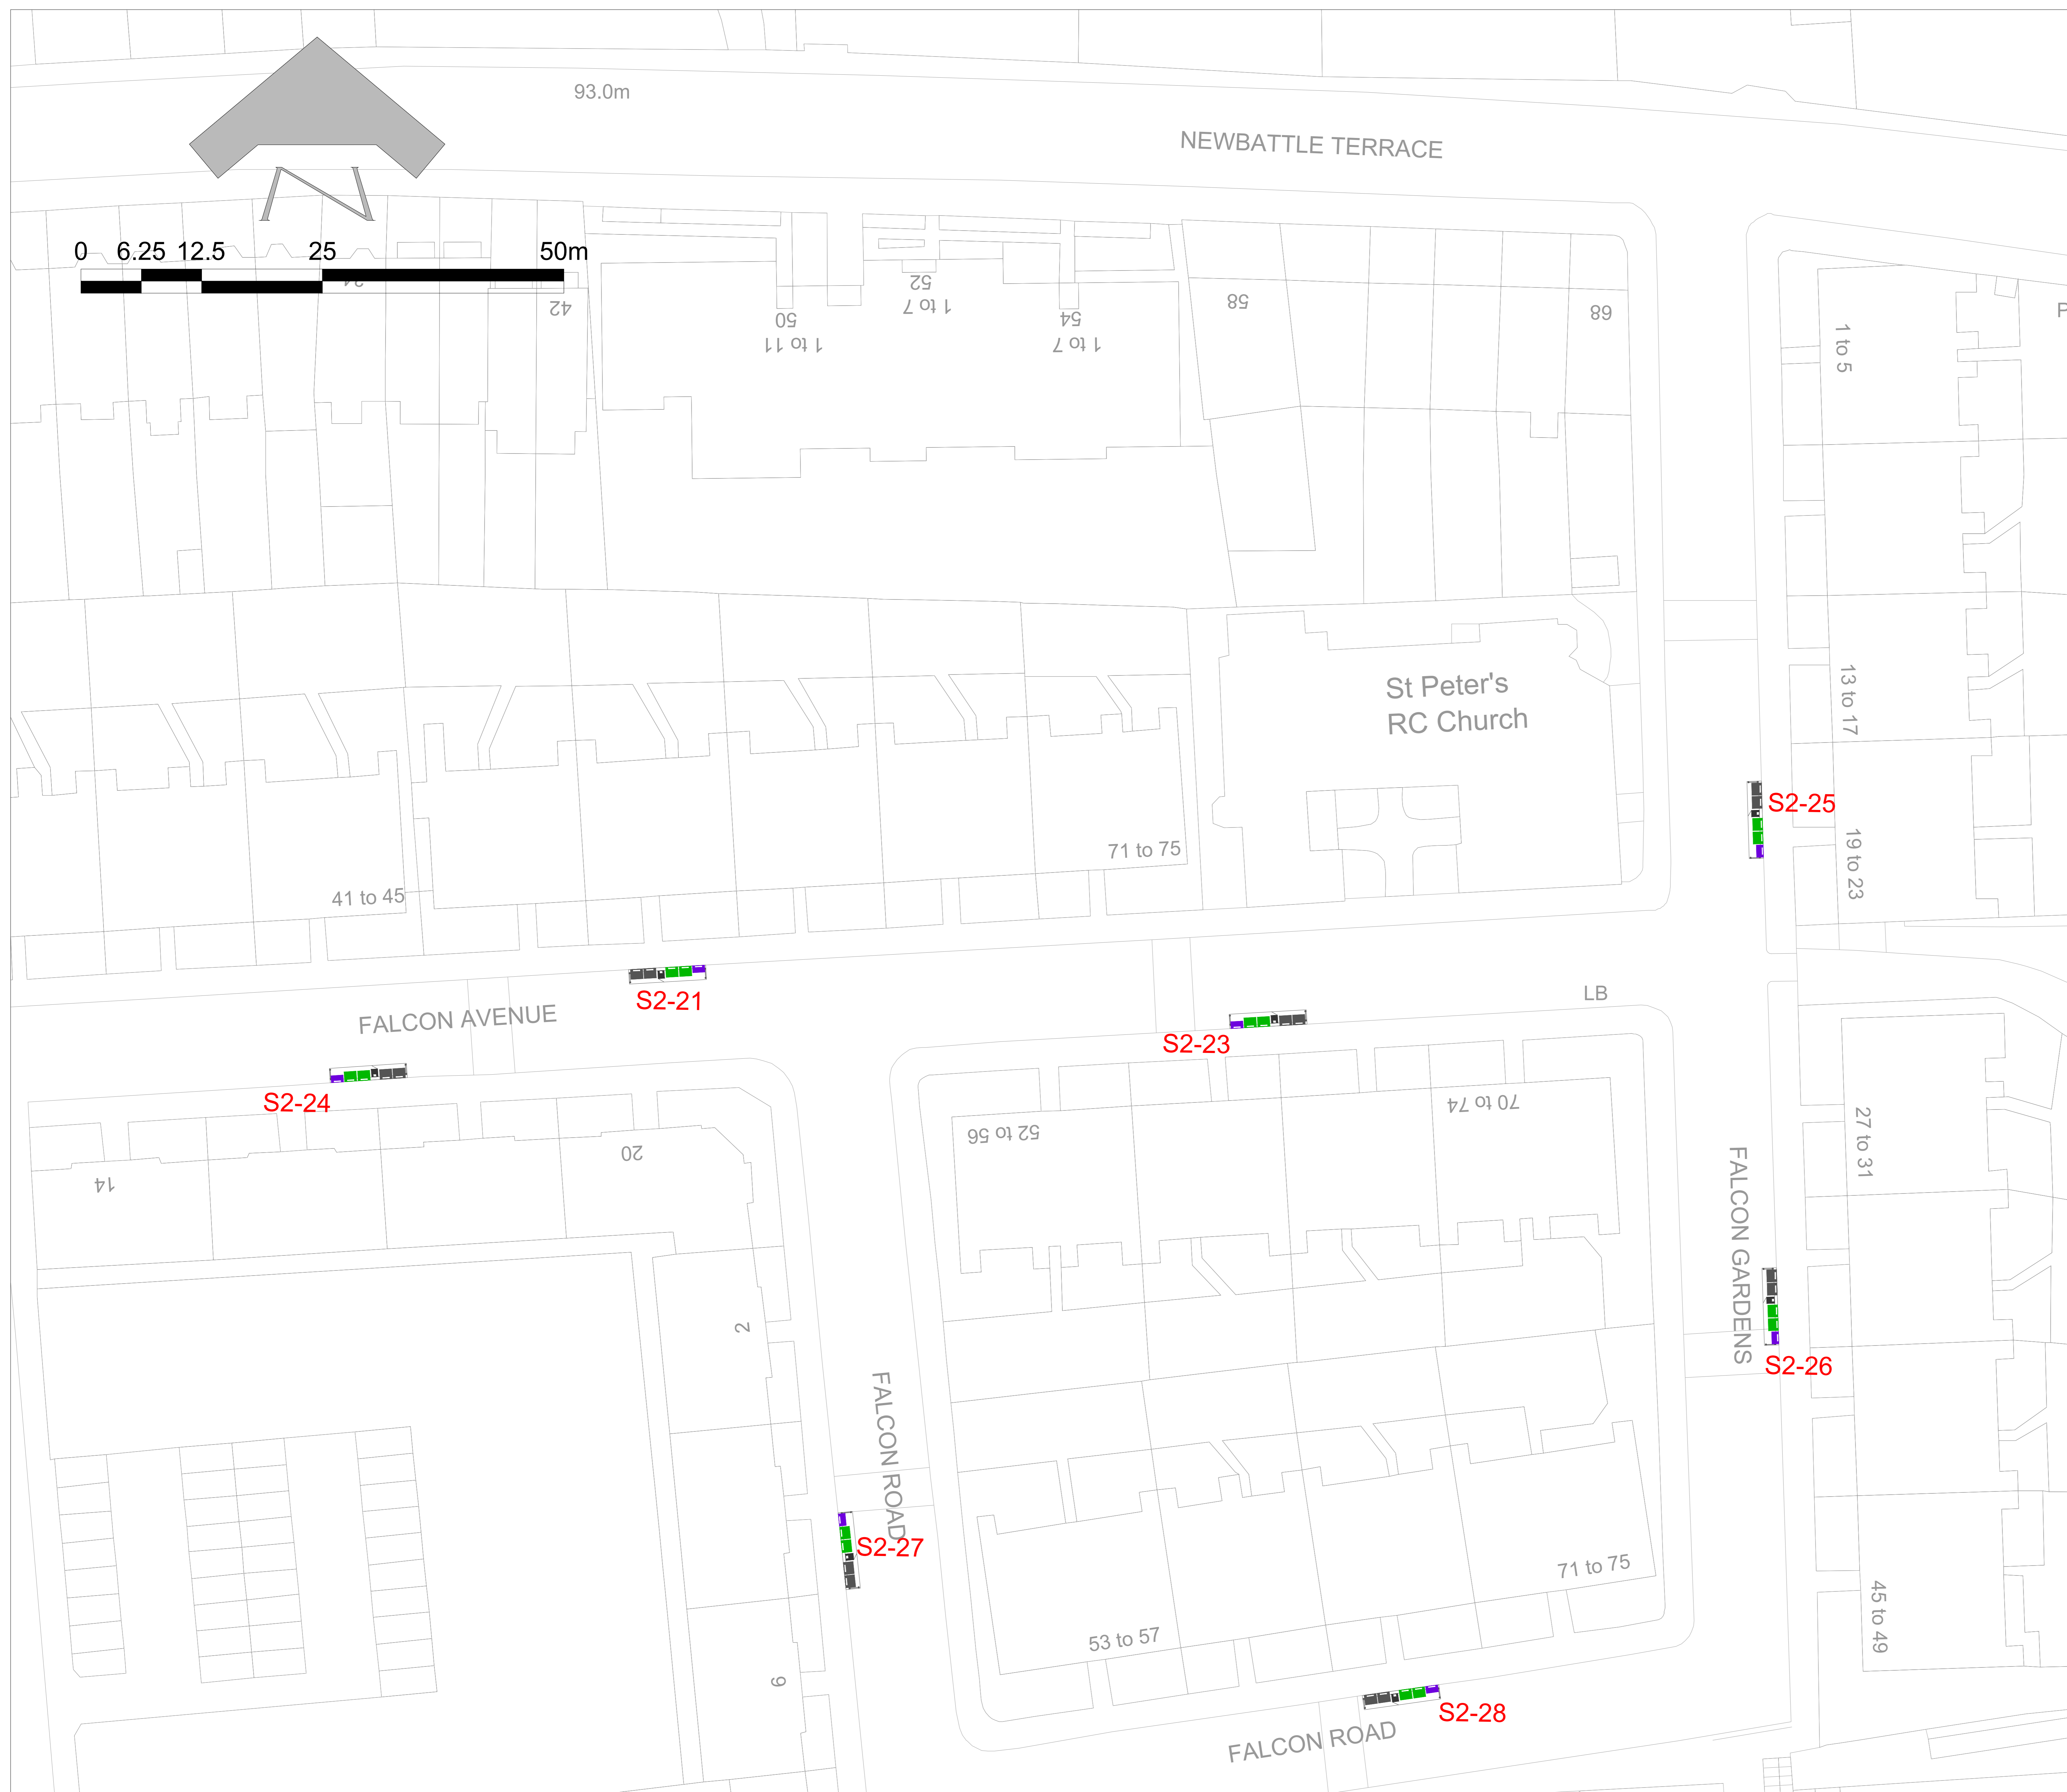 93.0m
NEWBATTLE TERRACE
N
0 6.25 12.5 25 50m
42
50
1 to 11
52
1 to 7
54
1 to 7
58
68
1 to 5
P
St Peter's
RC Church
13 to 17
S2-25
19 to 23
71 to 75
41 to 45
S2-21
FALCON AVENUE
LB
S2-23
S2-24
52 to 56
70 to 74
14
20
27 to 31
FALCON GARDENS
2
S2-26
FALCON ROAD
S2-27
71 to 75
53 to 57
45 to 49
6
S2-28
FALCON ROAD